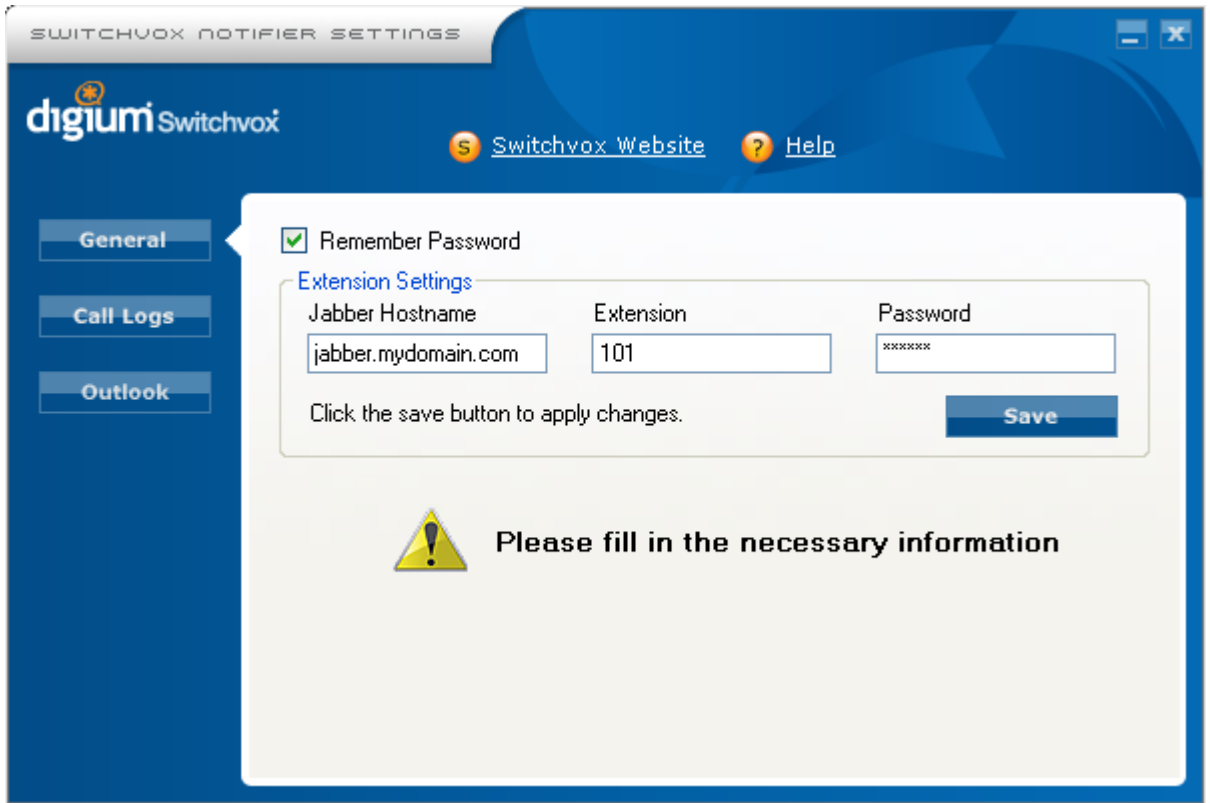 SWITCHVOX NOTIFIER SETTINGS
digium Switchvox
S Switchvox Website ? Help
General
Call Logs
Outlook
Remember Password
Extension Settings
Jabber Hostname Extension Password
jabber.mydomain.com 101 ******
Click the save button to apply changes. Save
Please fill in the necessary information